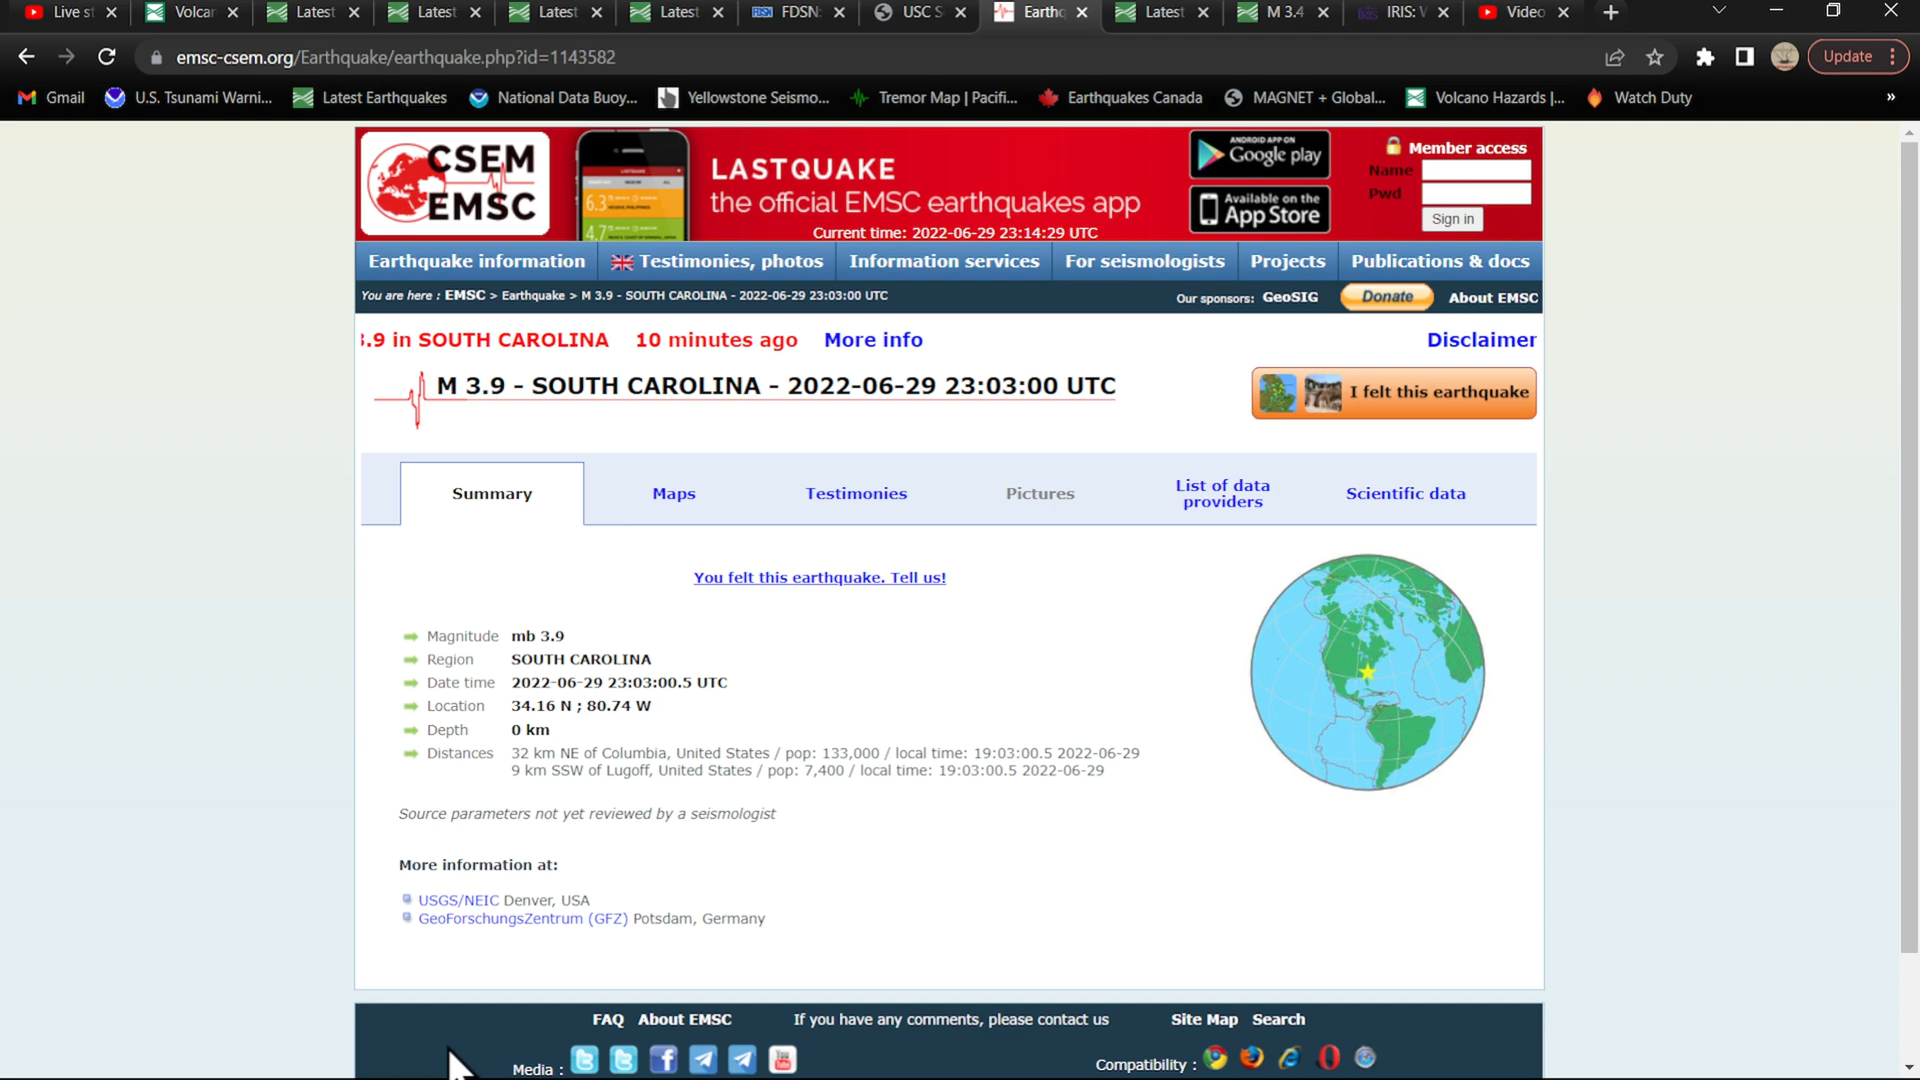 Live st
Volcar
Latest
Latest
Latest
Latest
FDSN FDSN:
USC S
Earthq
Latest
M 3.4
IRIS IRIS: W
Video
emsc-csem.org/Earthquake/earthquake.php?id=1143582
Update
Gmail
U.S. Tsunami Warni...
Latest Earthquakes
National Data Buoy...
Yellowstone Seismo...
Tremor Map | Pacifi...
Earthquakes Canada
MAGNET + Global...
Volcano Hazards |...
Watch Duty
»
CSEM
EMSC
LASTQUAKE
6.3
4.7
LASTQUAKE
the official EMSC earthquakes app
Current time: 2022-06-29 23:14:29 UTC
ANDROID APP ON
Google play
Available on the
App Store
Member access
Name
Pwd
Sign in
Earthquake information
Testimonies, photos
Information services
For seismologists
Projects
Publications & docs
You are here : EMSC > Earthquake > M 3.9 - SOUTH CAROLINA - 2022-06-29 23:03:00 UTC
Our sponsors: GeoSIG
Donate
About EMSC
.9 in SOUTH CAROLINA 10 minutes ago More info
Disclaimer
M 3.9 - SOUTH CAROLINA - 2022-06-29 23:03:00 UTC
I felt this earthquake
Summary
Maps
Testimonies
Pictures
List of data
providers
Scientific data
You felt this earthquake. Tell us!
Magnitude mb 3.9
Region SOUTH CAROLINA
Date time 2022-06-29 23:03:00.5 UTC
Location 34.16 N ; 80.74 W
Depth 0 km
Distances 32 km NE of Columbia, United States / pop: 133,000 / local time: 19:03:00.5 2022-06-29
9 km SSW of Lugoff, United States / pop: 7,400 / local time: 19:03:00.5 2022-06-29
Source parameters not yet reviewed by a seismologist
More information at:
USGS/NEIC Denver, USA
GeoForschungsZentrum (GFZ) Potsdam, Germany
FAQ About EMSC If you have any comments, please contact us Site Map Search
Media :
You Tube
Compatibility :